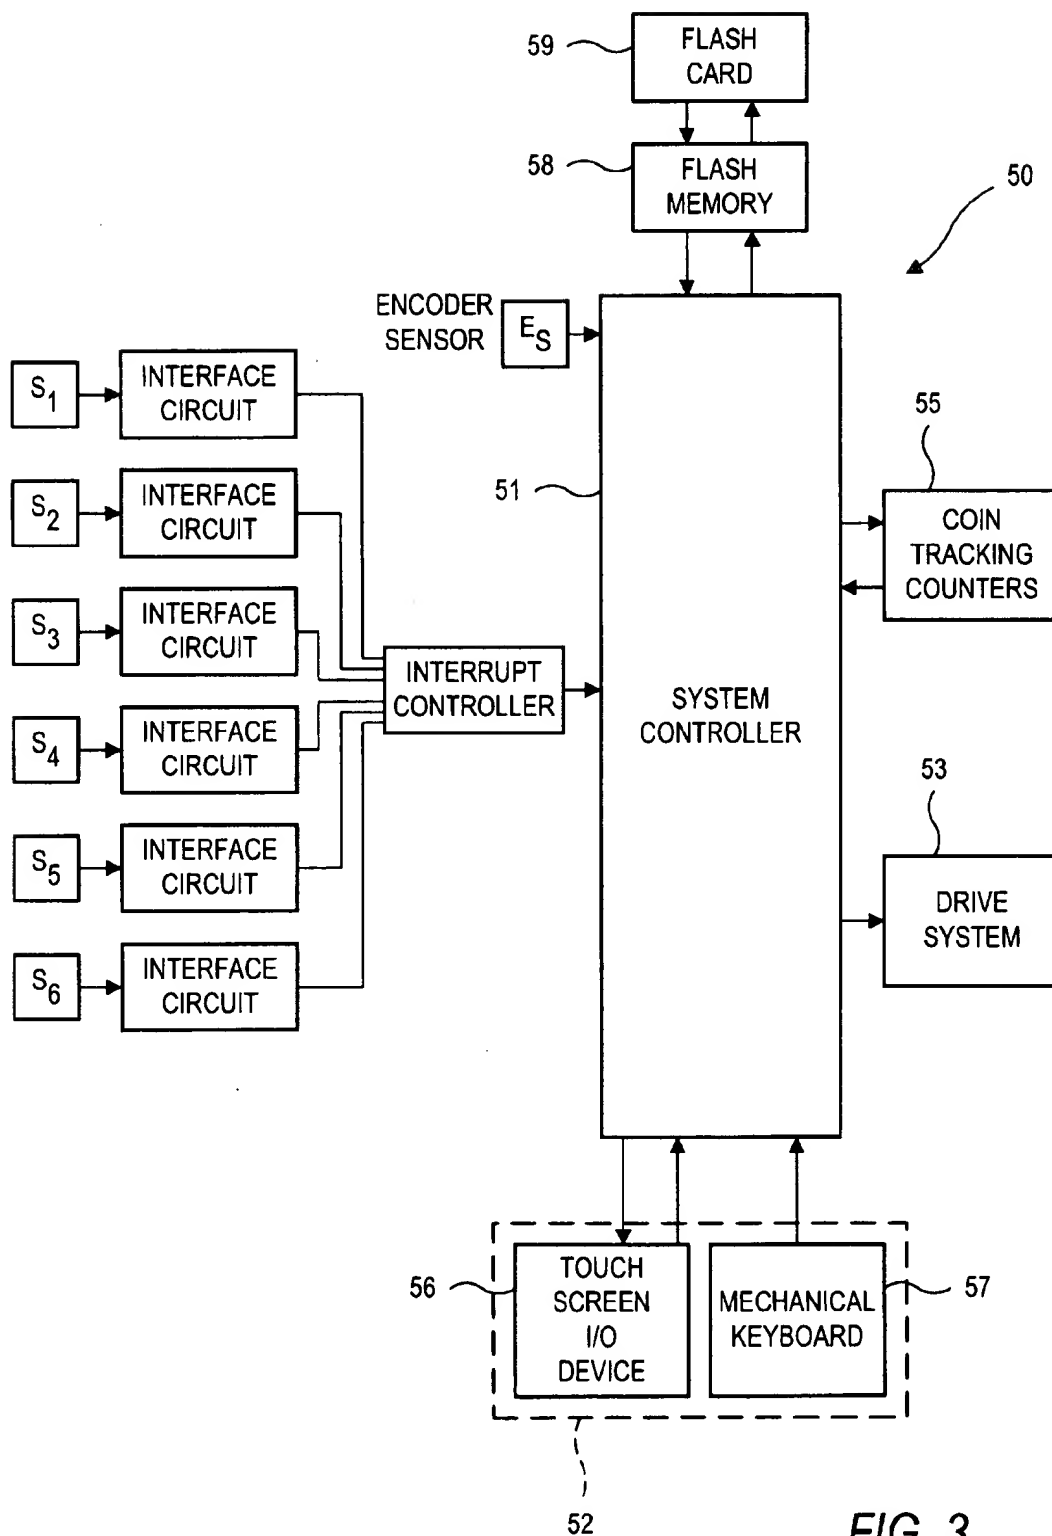 59
FLASH
CARD
58
FLASH
MEMORY
50
ENCODER
SENSOR
ES
S1
INTERFACE
CIRCUIT
S2
INTERFACE
CIRCUIT
S3
INTERFACE
CIRCUIT
S4
INTERFACE
CIRCUIT
S5
INTERFACE
CIRCUIT
S6
INTERFACE
CIRCUIT
INTERRUPT
CONTROLLER
51
SYSTEM
CONTROLLER
55
COIN
TRACKING
COUNTERS
53
DRIVE
SYSTEM
56
TOUCH
SCREEN
I/O
DEVICE
MECHANICAL
KEYBOARD
57
52
FIG. 3